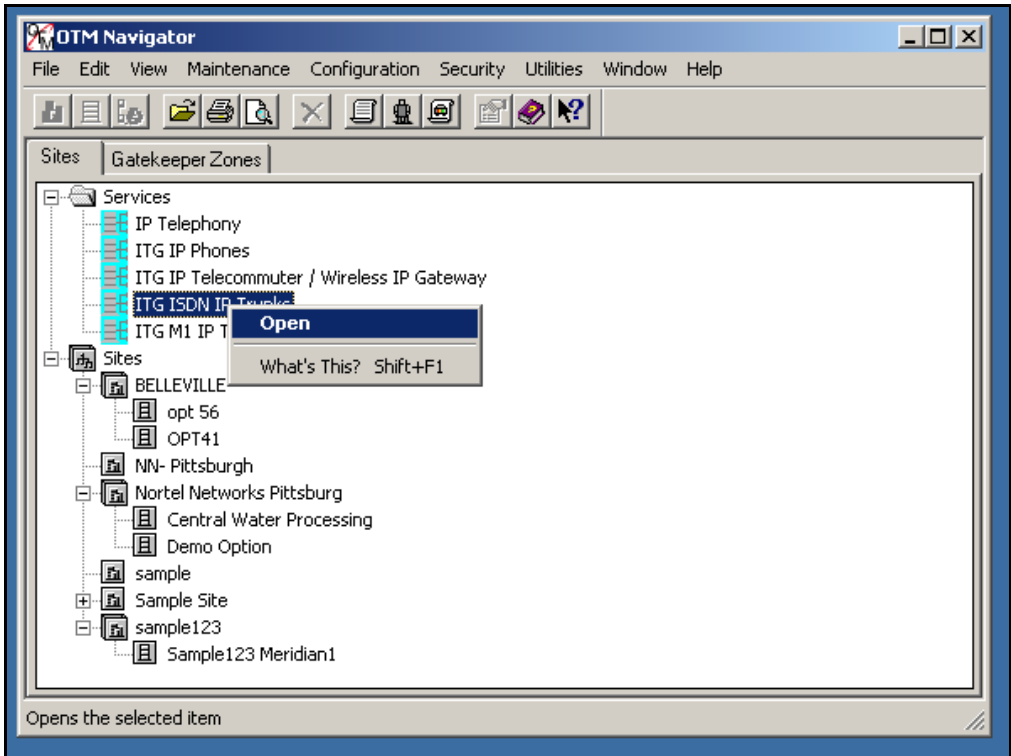 OTM Navigator
File Edit View Maintenance Configuration Security Utilities Window Help
Sites Gatekeeper Zones
Services
IP Telephony
ITG IP Phones
ITG IP Telecommuter / Wireless IP Gateway
ITG ISDN IP Trunks
Open
ITG M1 IP T
What's This? Shift+F1
Sites
BELLEVILLE
opt 56
OPT41
NN- Pittsburgh
Nortel Networks Pittsburg
Central Water Processing
Demo Option
sample
Sample Site
sample123
Sample123 Meridian1
Opens the selected item